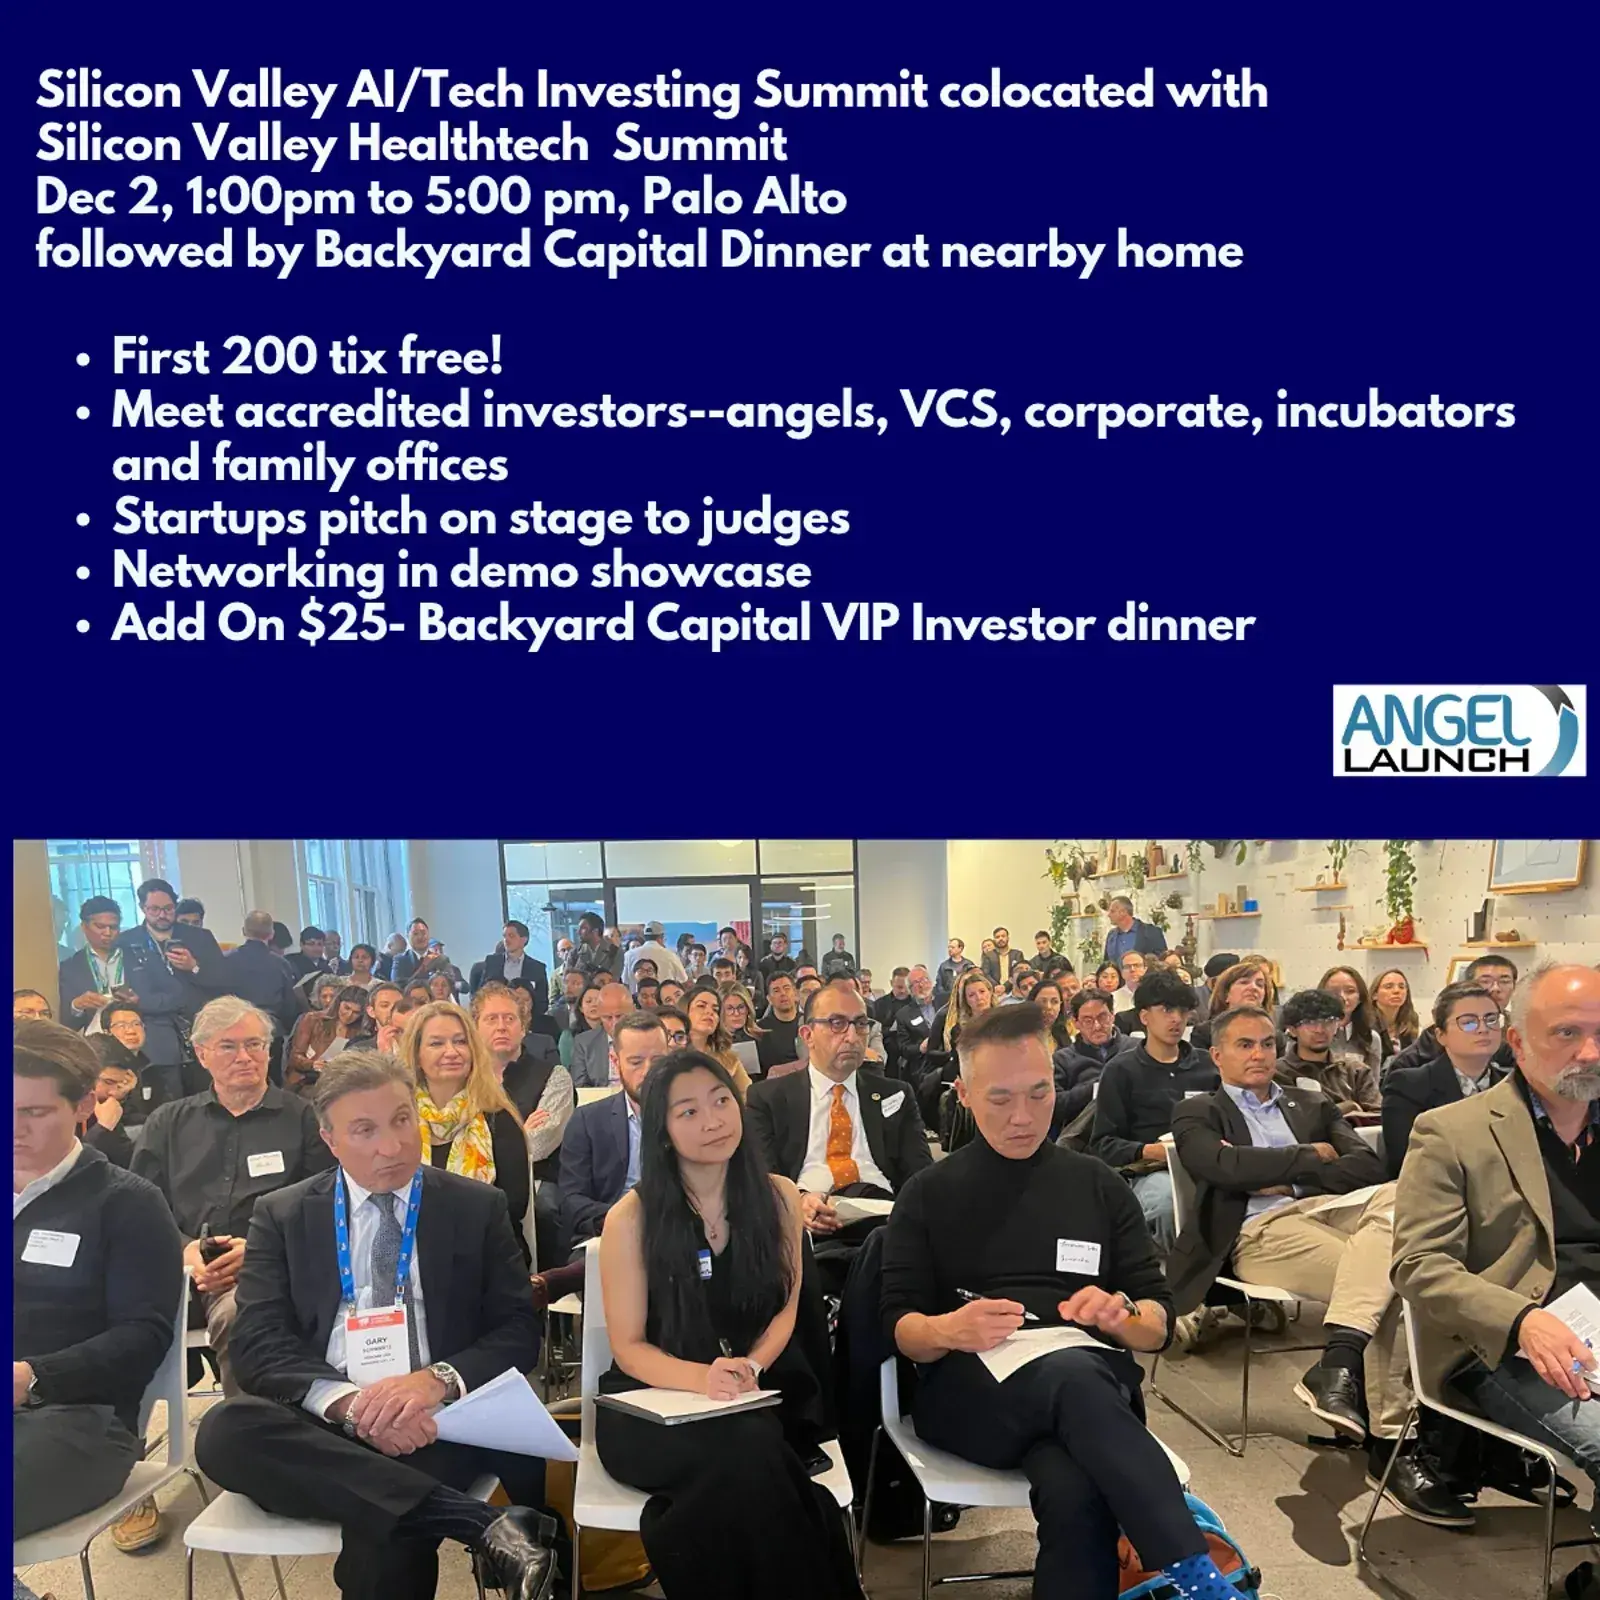 Silicon Valley AI/Tech Investing Summit colocated with
Silicon Valley Healthtech  Summit
Dec 2, 1:00pm to 5:00 pm, Palo Alto
followed by Backyard Capital Dinner at nearby home
• First 200 tix free!
• Meet accredited investors--angels, VCS, corporate, incubators
and family offices
• Startups pitch on stage to judges
• Networking in demo showcase
• Add On $25- Backyard Capital VIP Investor dinner
ANGEL
LAUNCH
GARY